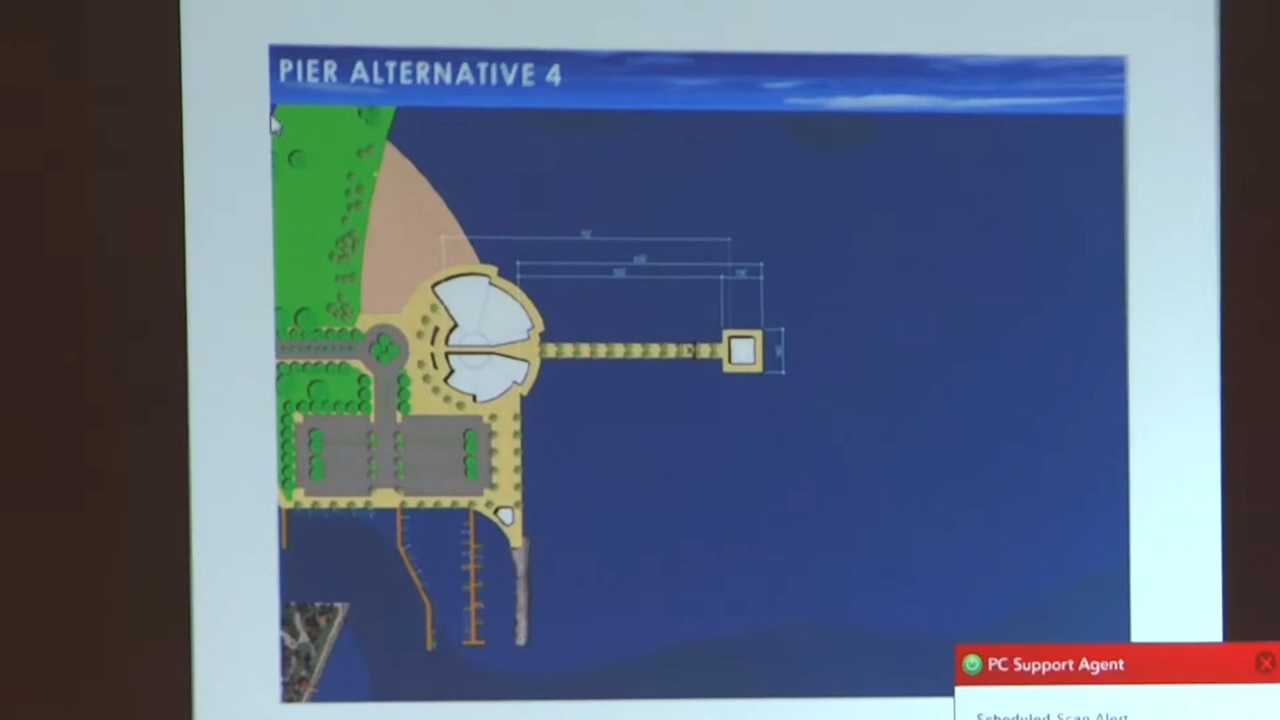 PIER ALTERNATIVE 4
PC Support Agent
Scheduled Scan Alert